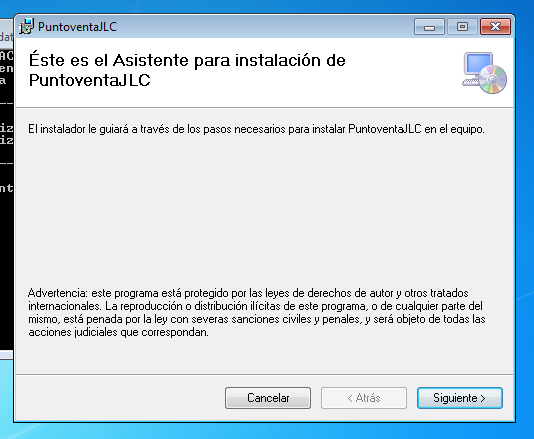 PuntoventaJLC
Éste es el Asistente para instalación de
PuntoventaJLC
El instalador le guiará a través de los pasos necesarios para instalar PuntoventaJLC en el equipo.
Advertencia: este programa está protegido por las leyes de derechos de autor y otros tratados
internacionales. La reproducción o distribución ilícitas de este programa, o de cualquier parte del
mismo, está penada por la ley con severas sanciones civiles y penales, y será objeto de todas las
acciones judiciales que correspondan.
Cancelar
< Atrás
Siguiente >